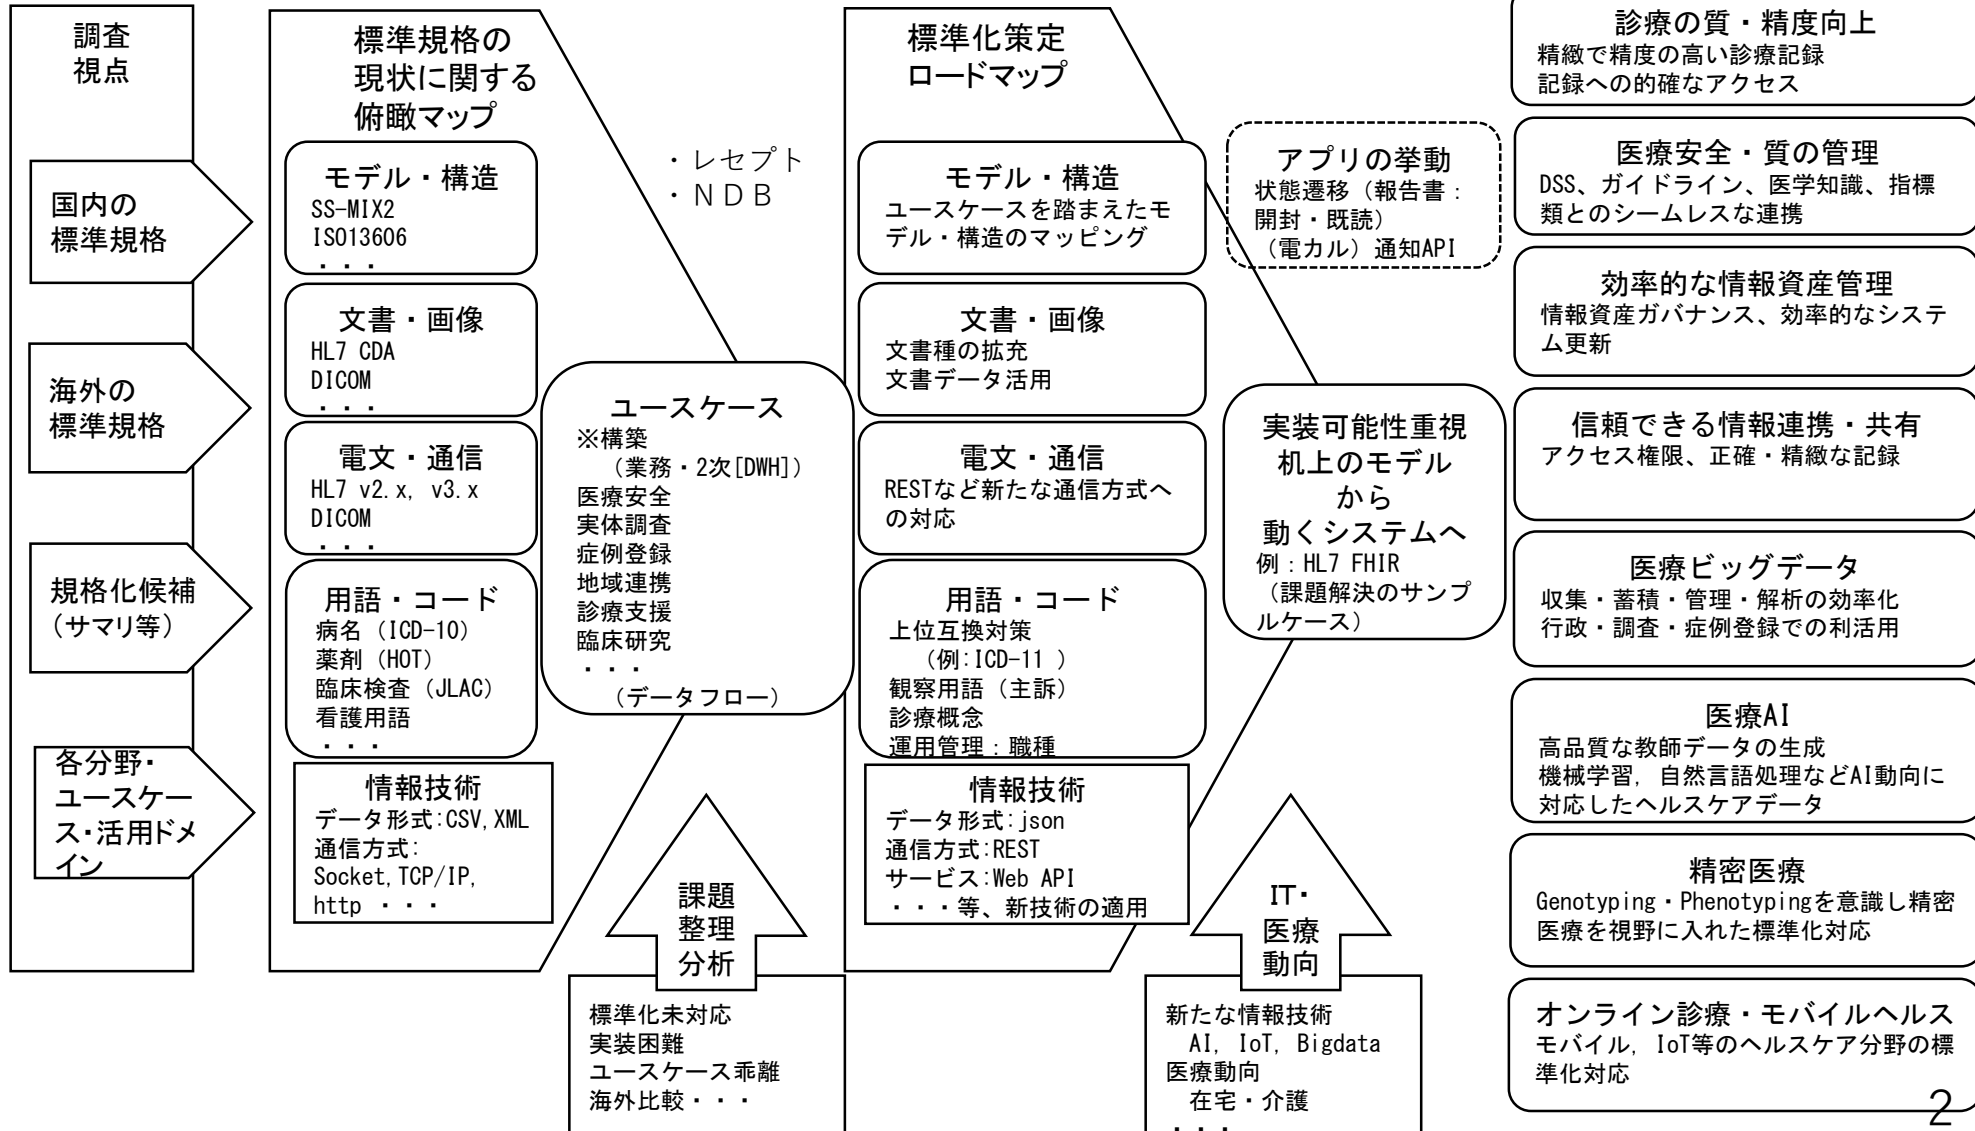 調査
視点
国内の
標準規格
海外の
標準規格
規格化候補
（サマリ等）
各分野・
ユースケー
ス・活用ドメ
イン
標準規格の
現状に関する
俯瞰マップ
モデル・構造
SS-MIX2
ISO13606
・・・
文書・画像
HL7 CDA
DICOM
・・・
電文・通信
HL7 v2.x, v3.x
DICOM
・・・
用語・コード
病名（ICD-10）
薬剤（HOT）
臨床検査（JLAC）
看護用語
・・・
情報技術
データ形式:CSV,XML
通信方式:
Socket,TCP/IP,
http ・・・
・レセプト
・ＮＤＢ
ユースケース
※構築
（業務・2次[DWH]）
医療安全
実体調査
症例登録
地域連携
診療支援
臨床研究
・・・
（データフロー）
課題
整理
分析
標準化未対応
実装困難
ユースケース乖離
海外比較・・・
標準化策定
ロードマップ
モデル・構造
ユースケースを踏まえたモ
デル・構造のマッピング
文書・画像
文書種の拡充
文書データ活用
電文・通信
RESTなど新たな通信方式へ
の対応
用語・コード
上位互換対策
（例:ICD-11 ）
観察用語（主訴）
診療概念
運用管理：職種
情報技術
データ形式:json
通信方式:REST
サービス:Web API
・・・等、新技術の適用
アプリの挙動
状態遷移（報告書：
開封・既読）
（電カル）通知API
実装可能性重視
机上のモデル
から
動くシステムへ
例：HL7 FHIR
（課題解決のサンプ
ルケース）
IT・
医療
動向
新たな情報技術
AI, IoT, Bigdata
医療動向
在宅・介護
・・・
診療の質・精度向上
精緻で精度の高い診療記録
記録への的確なアクセス
医療安全・質の管理
DSS、ガイドライン、医学知識、指標
類とのシームレスな連携
効率的な情報資産管理
情報資産ガバナンス、効率的なシステ
ム更新
信頼できる情報連携・共有
アクセス権限、正確・精緻な記録
医療ビッグデータ
収集・蓄積・管理・解析の効率化
行政・調査・症例登録での利活用
医療AI
高品質な教師データの生成
機械学習, 自然言語処理などAI動向に
対応したヘルスケアデータ
精密医療
Genotyping・Phenotypingを意識し精密
医療を視野に入れた標準化対応
オンライン診療・モバイルヘルス
モバイル, IoT等のヘルスケア分野の標
準化対応
2